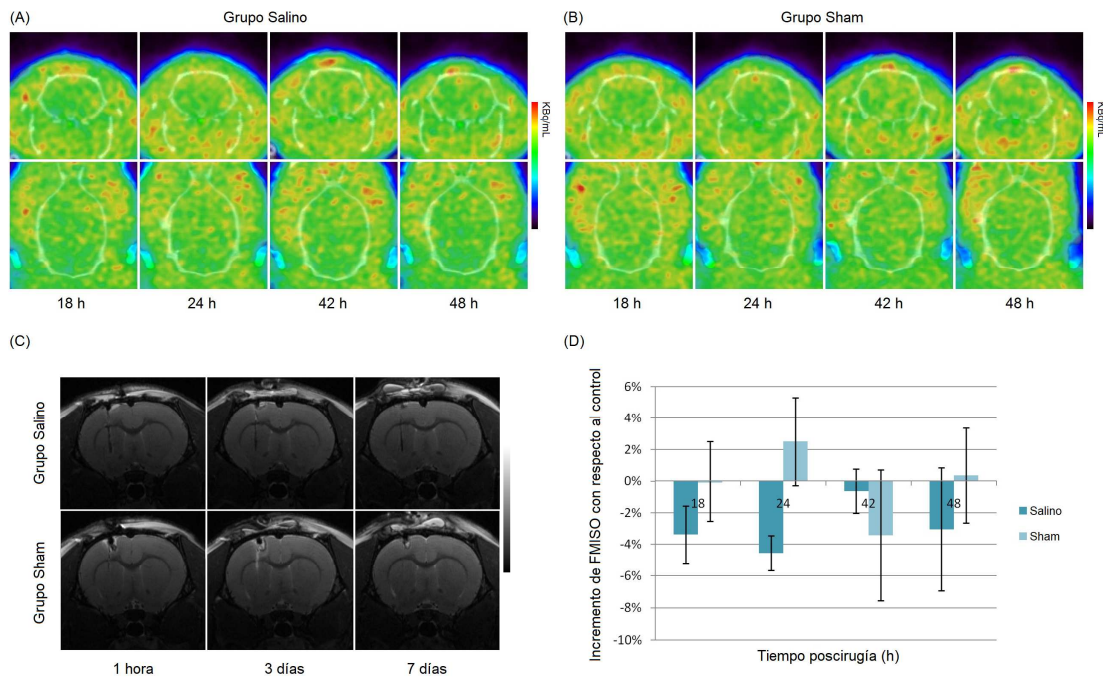 (A)
Grupo Salino
KBq/mL
18 h
24 h
42 h
48 h
(B)
Grupo Sham
KBq/mL
18 h
24 h
42 h
48 h
(C)
Grupo Salino
Grupo Sham
1 hora
3 días
7 días
(D)
Incremento de FMISO con respecto al control
6%
4%
2%
0%
-2%
-4%
-6%
-8%
-10%
18
24
42
48
Tiempo poscirugía (h)
Salino
Sham